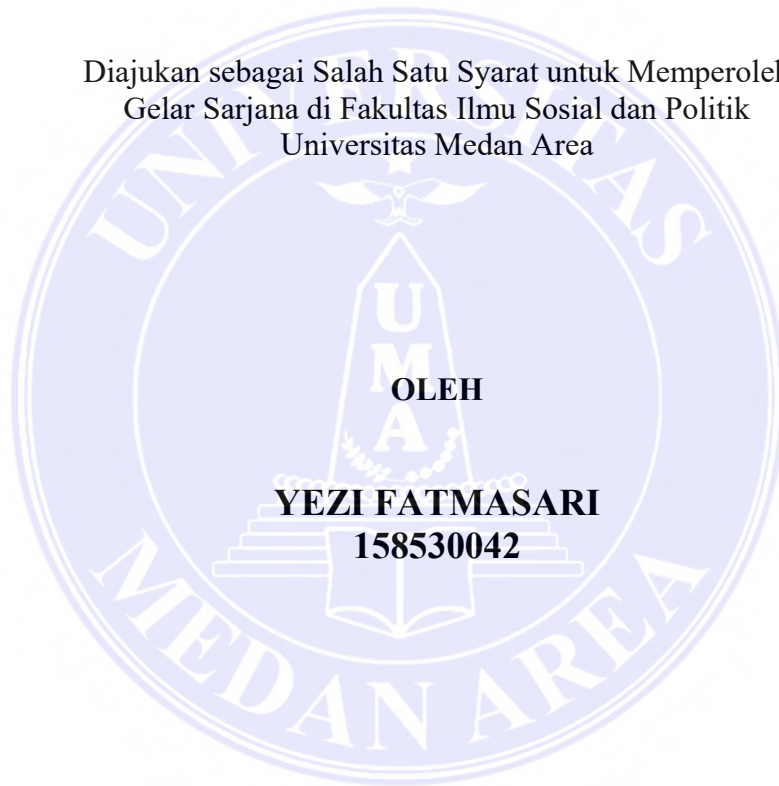 Diajukan sebagai Salah Satu Syarat untuk Memperoleh
Gelar Sarjana di Fakultas Ilmu Sosial dan Politik
Universitas Medan Area
UNIVERSITAS
UMA
OLEH
YEZI FATMASARI
158530042
MEDAN AREA